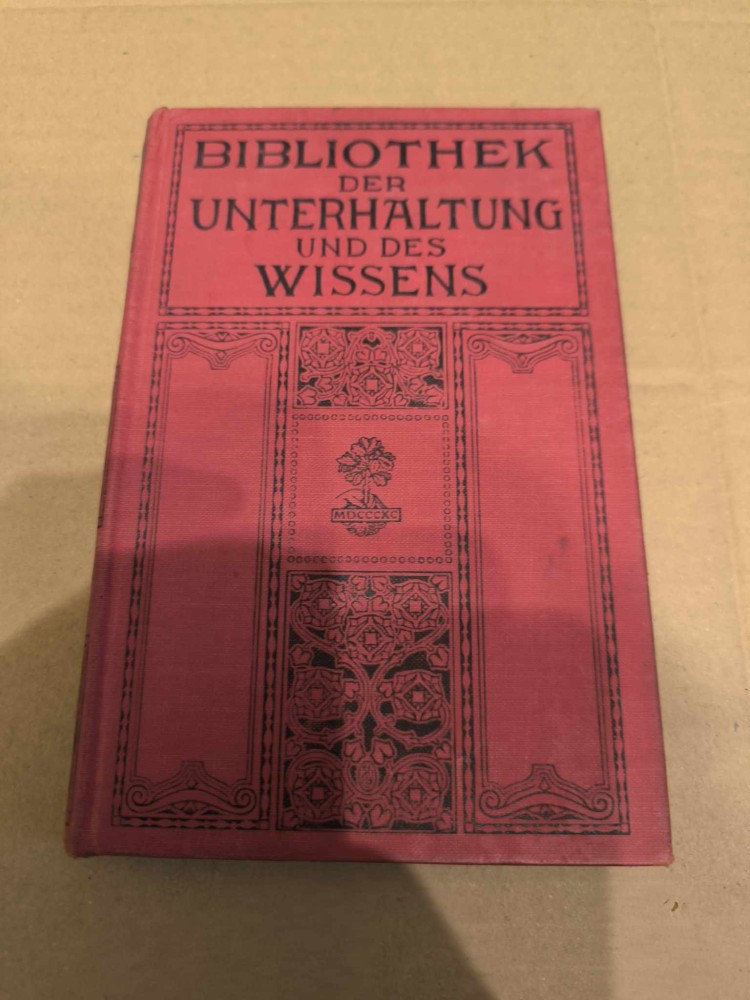 BIBLIOTHEK
DER
UNTERHALTUNG
UND DES
WISSENS
MDCCCXC